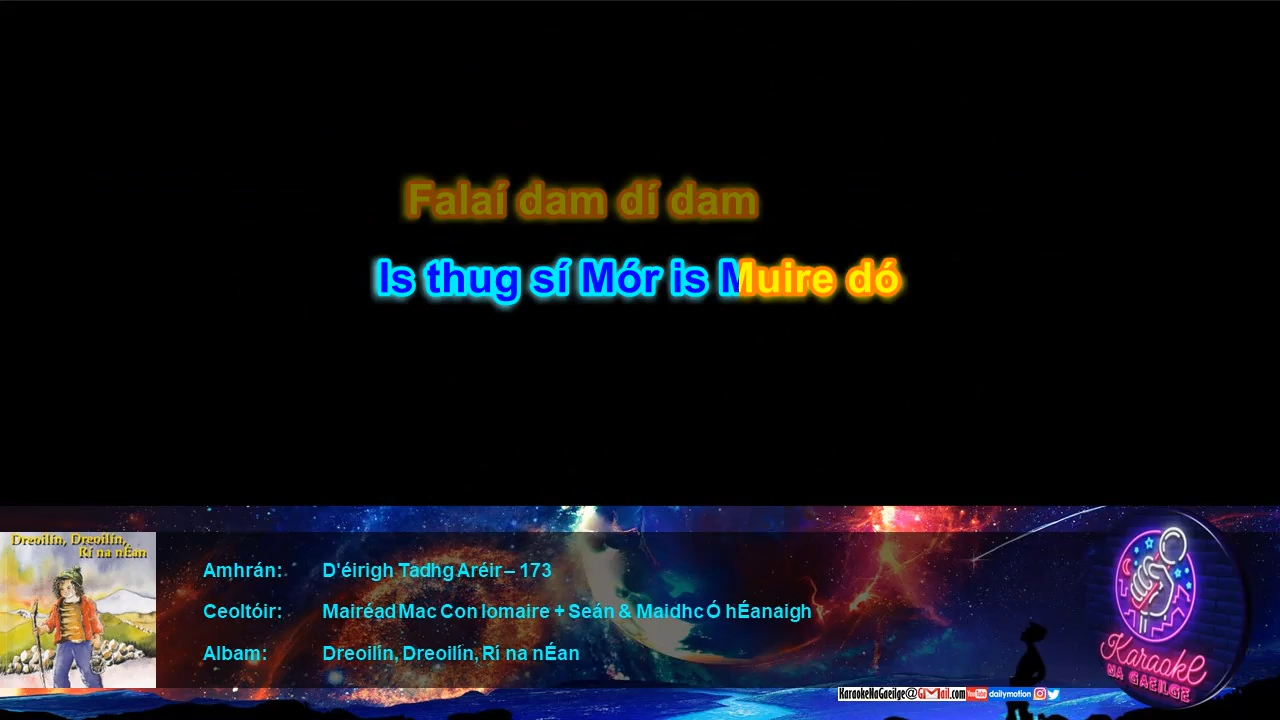 Falaí dam dí dam
Is thug sí Mór is Muire dó
Dreoilín, Dreoilín,
Rí na nÉan
Amhrán: D'éirigh Tadhg Aréir – 173
Ceoltóir: Mairéad Mac Con Iomaire + Seán & Maidhc Ó hÉanaigh
Albam: Dreoilín, Dreoilín, Rí na nÉan
Karaoke
NA GAEILGE
KaraokeNaGaeilge@GMail.com YouTube dailymotion